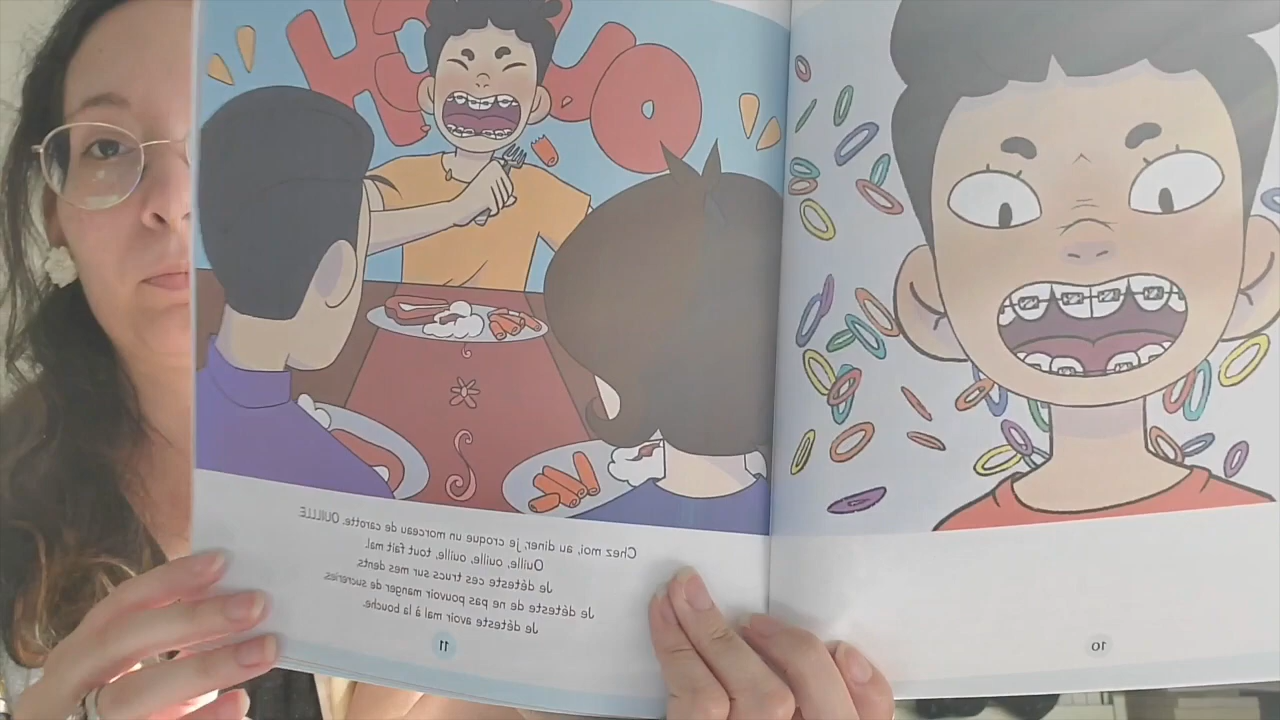 Chez moi, au diner, je croque un morceau de carotte. OUILLLE.
Ouille, ouille, ouille, tout fait mal.
Je déteste ces trucs sur mes dents.
Je déteste de ne pas pouvoir manger de sucreries.
Je déteste avoir mal à la bouche.
11
10